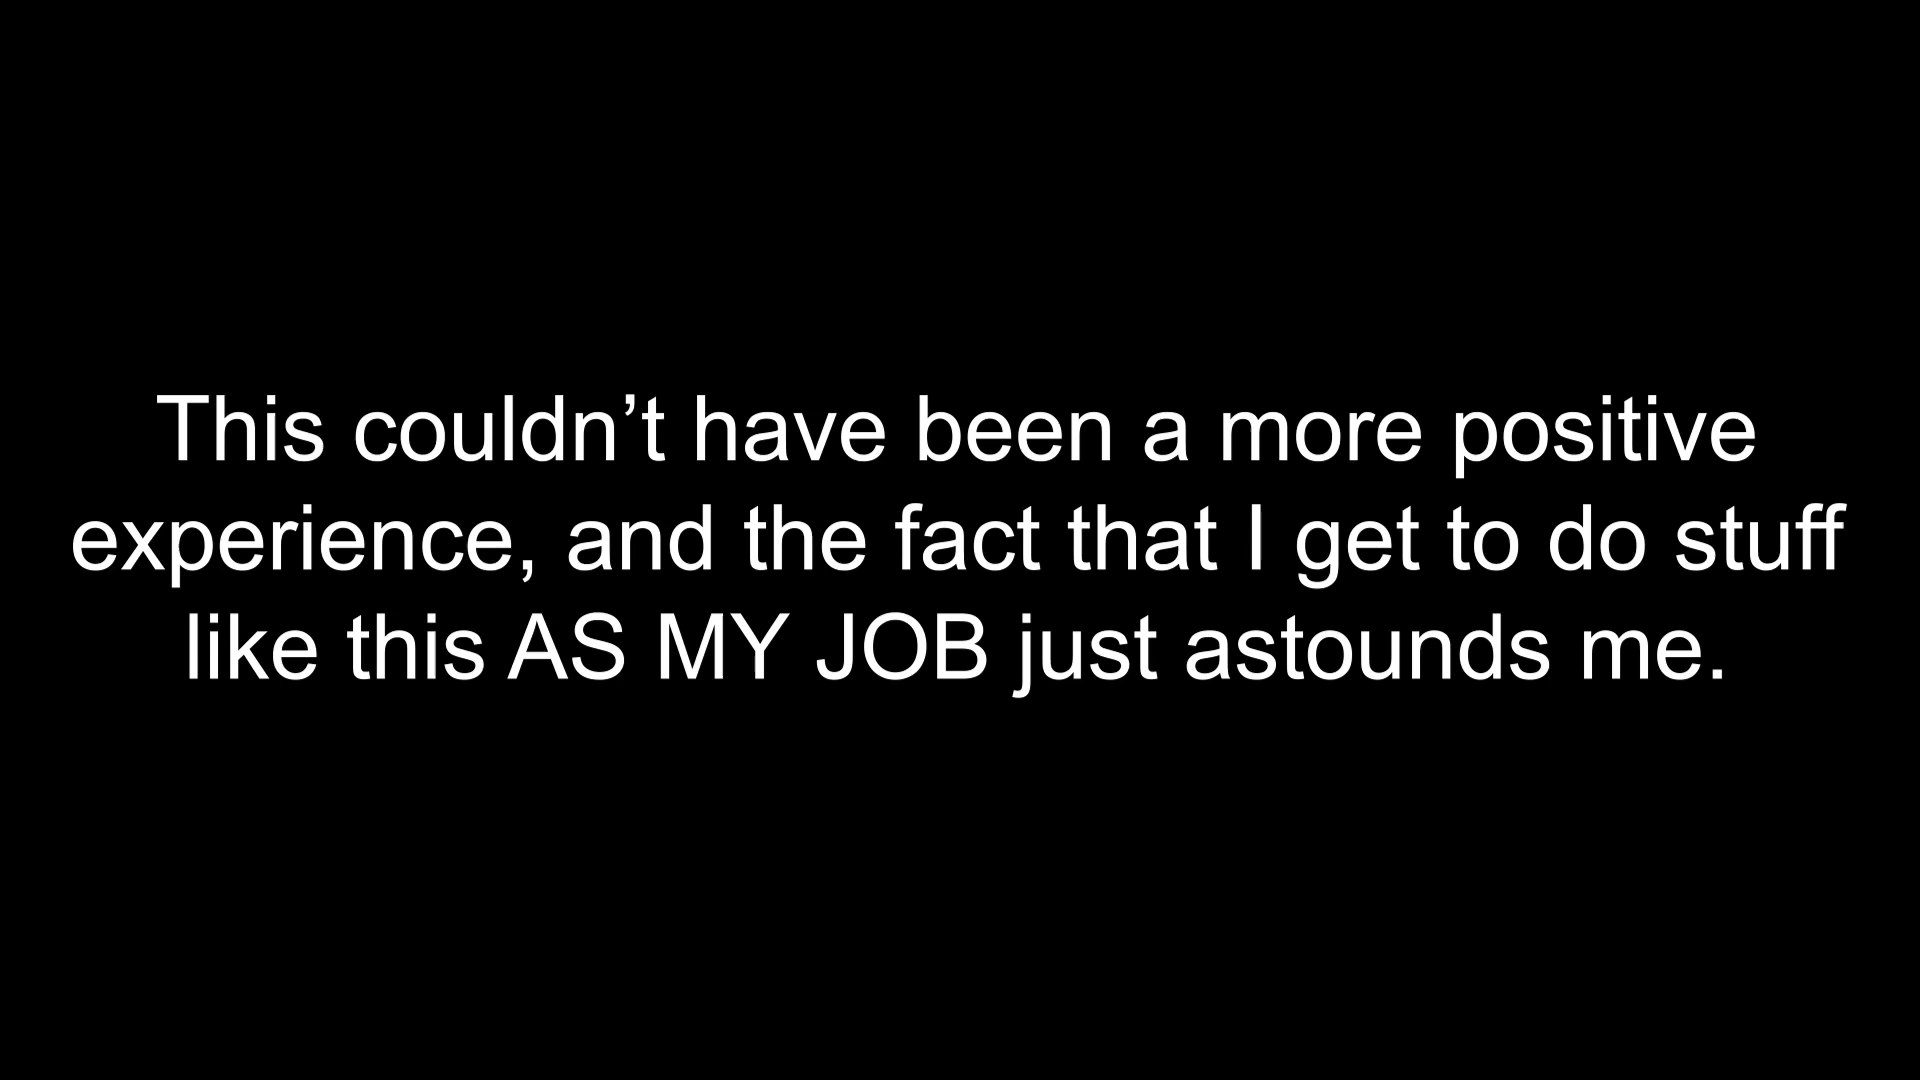 This couldn’t have been a more positive
experience, and the fact that I get to do stuff
like this AS MY JOB just astounds me.